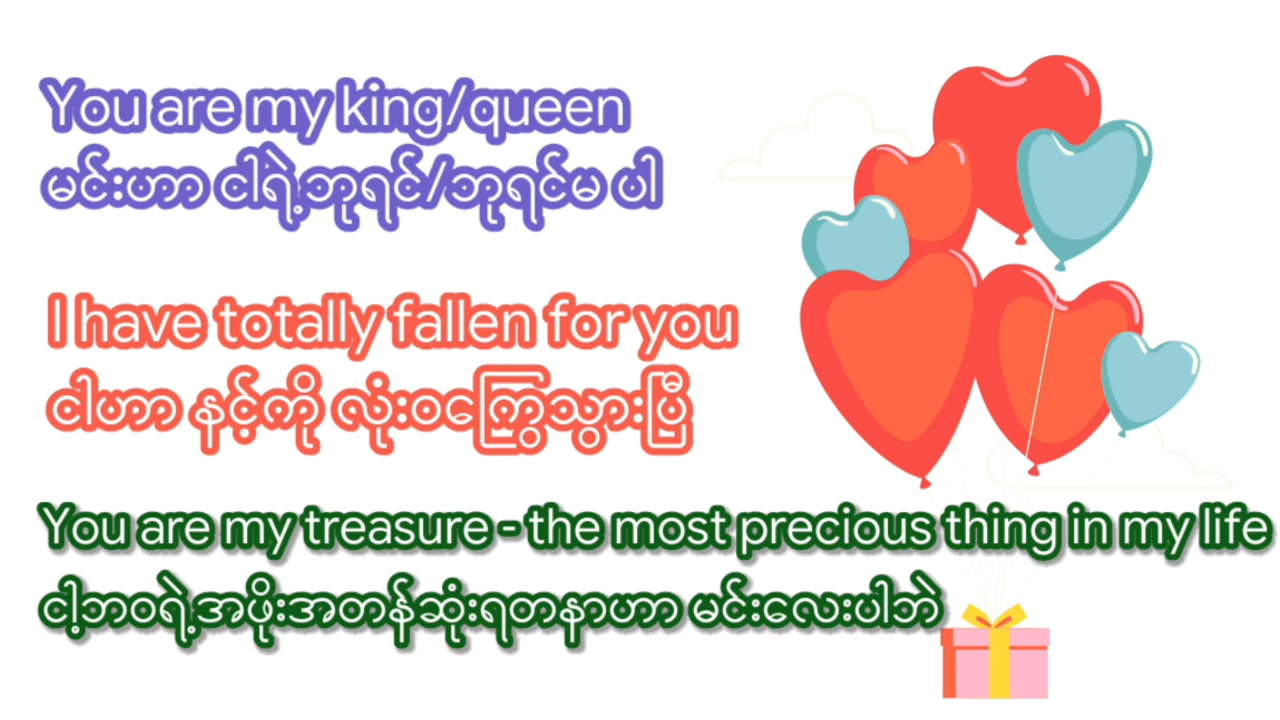 You are my king/queen
မင်းဟာ ငါရဲ့ဘုရင်/ဘုရင်မ ပါ
I have totally fallen for you
ငါဟာ နင့်ကို လုံးဝကြွေသွားပြီ
You are my treasure - the most precious thing in my life
ငါ့ဘဝရဲ့အဖိုးအတန်ဆုံးရတနာဟာ မင်းလေးပါဘဲ